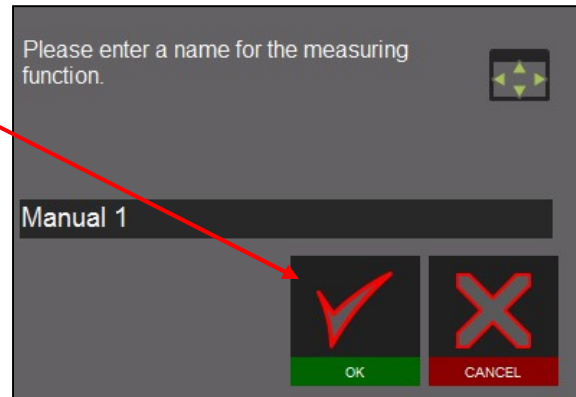 Please enter a name for the measuring
function.
Manual 1
OK
CANCEL